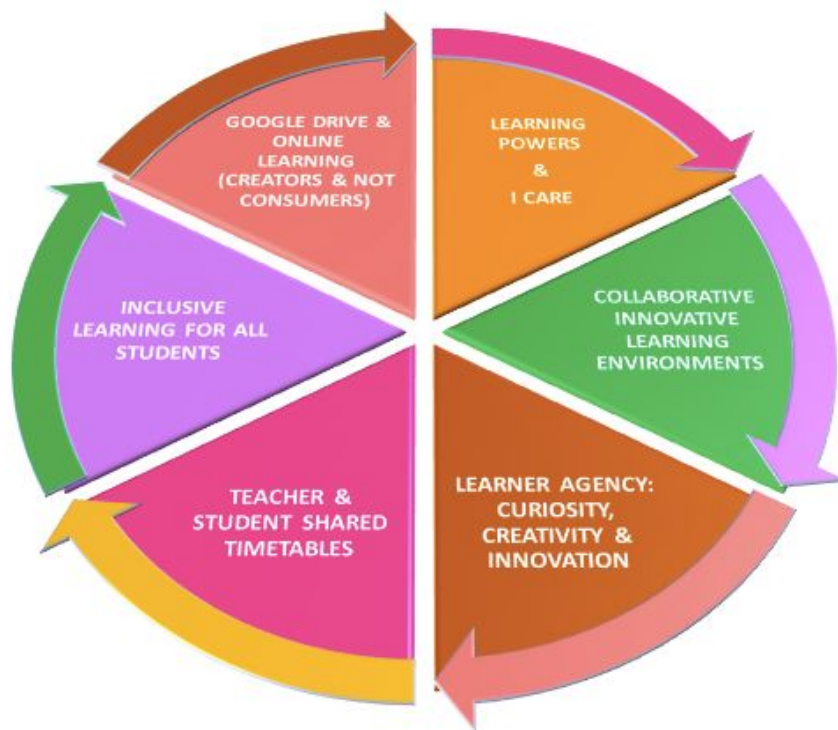 LEARNING
POWERS
&
I CARE
COLLABORATIVE
INNOVATIVE
LEARNING
ENVIRONMENTS
LEARNER AGENCY:
CURIOSITY,
CREATIVITY &
INNOVATION
TEACHER &
STUDENT SHARED
TIMETABLES
INCLUSIVE
LEARNING FOR ALL
STUDENTS
GOOGLE DRIVE &
ONLINE
LEARNING
(CREATORS & NOT
CONSUMERS)